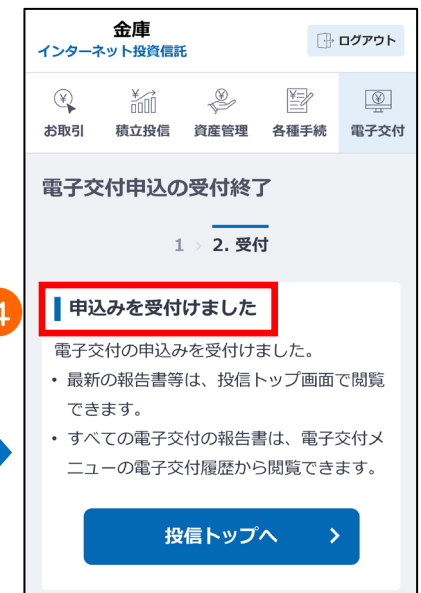 金庫
インターネット投資信託
ログアウト
お取引
積立投信
資産管理
各種手続
電子交付
電子交付申込の受付終了
1 > 2. 受付
4
申込みを受付けました
電子交付の申込みを受付けました。
• 最新の報告書等は、投信トップ画面で閲覧
できます。
• すべての電子交付の報告書は、電子交付メ
ニューの電子交付履歴から閲覧できます。
投信トップへ